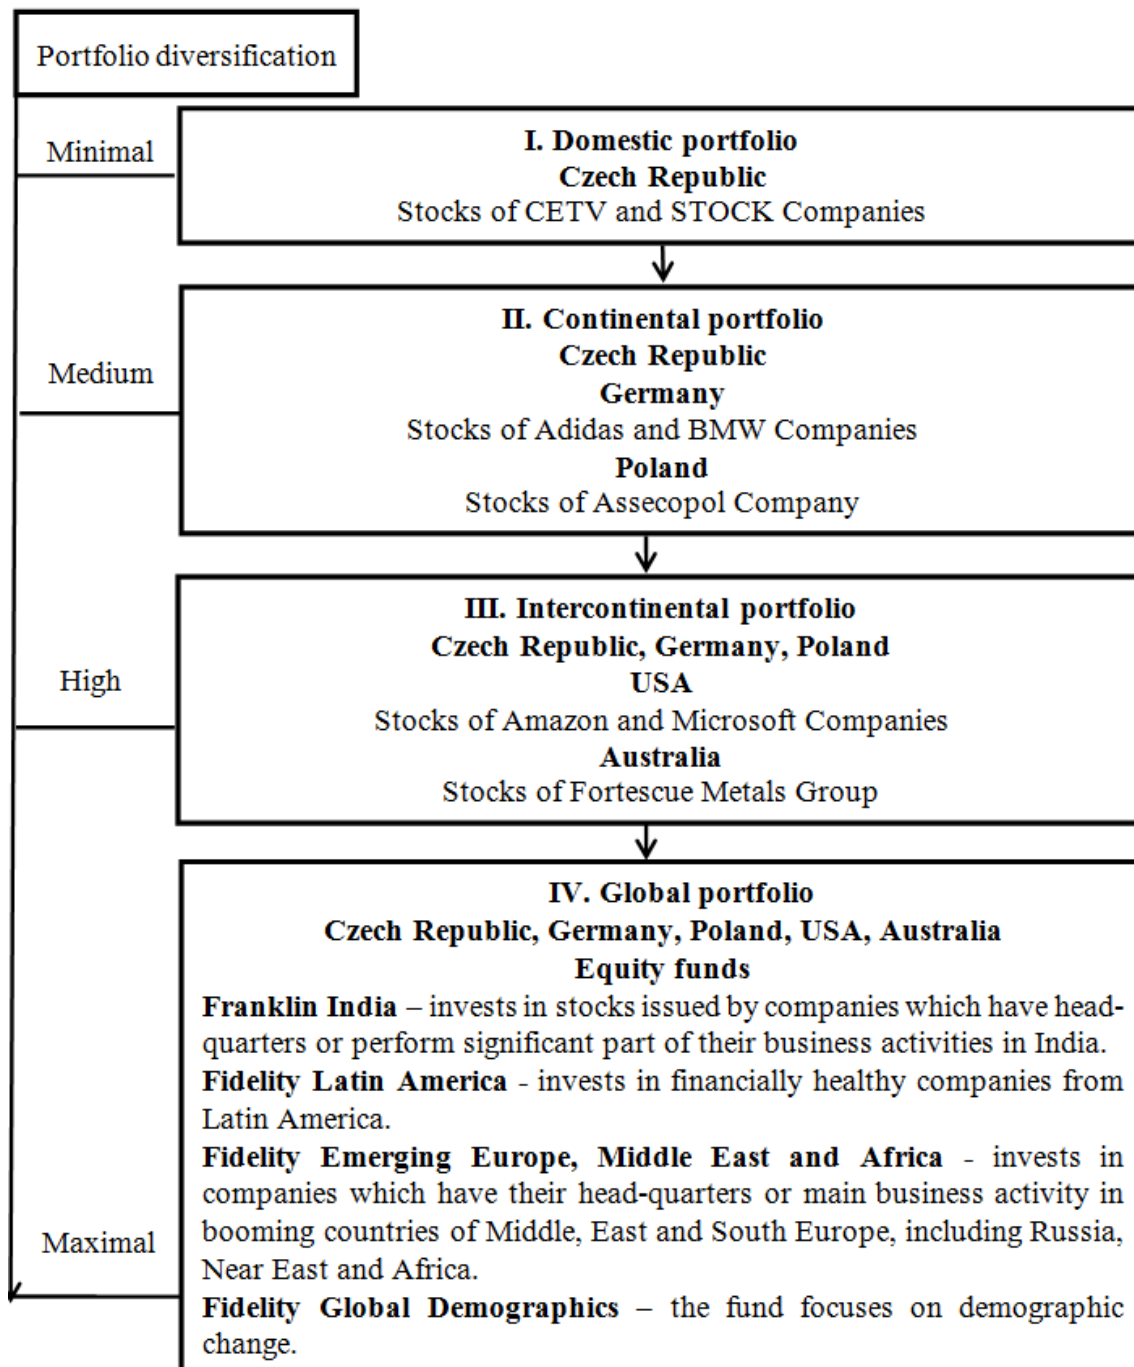 Portfolio diversification
Minimal
I. Domestic portfolio
Czech Republic
Stocks of CETV and STOCK Companies
Medium
II. Continental portfolio
Czech Republic
Germany
Stocks of Adidas and BMW Companies
Poland
Stocks of Assecopol Company
High
III. Intercontinental portfolio
Czech Republic, Germany, Poland
USA
Stocks of Amazon and Microsoft Companies
Australia
Stocks of Fortescue Metals Group
Maximal
IV. Global portfolio
Czech Republic, Germany, Poland, USA, Australia
Equity funds
Franklin India – invests in stocks issued by companies which have head-
quarters or perform significant part of their business activities in India.
Fidelity Latin America - invests in financially healthy companies from
Latin America.
Fidelity Emerging Europe, Middle East and Africa - invests in
companies which have their head-quarters or main business activity in
booming countries of Middle, East and South Europe, including Russia,
Near East and Africa.
Fidelity Global Demographics – the fund focuses on demographic
change.